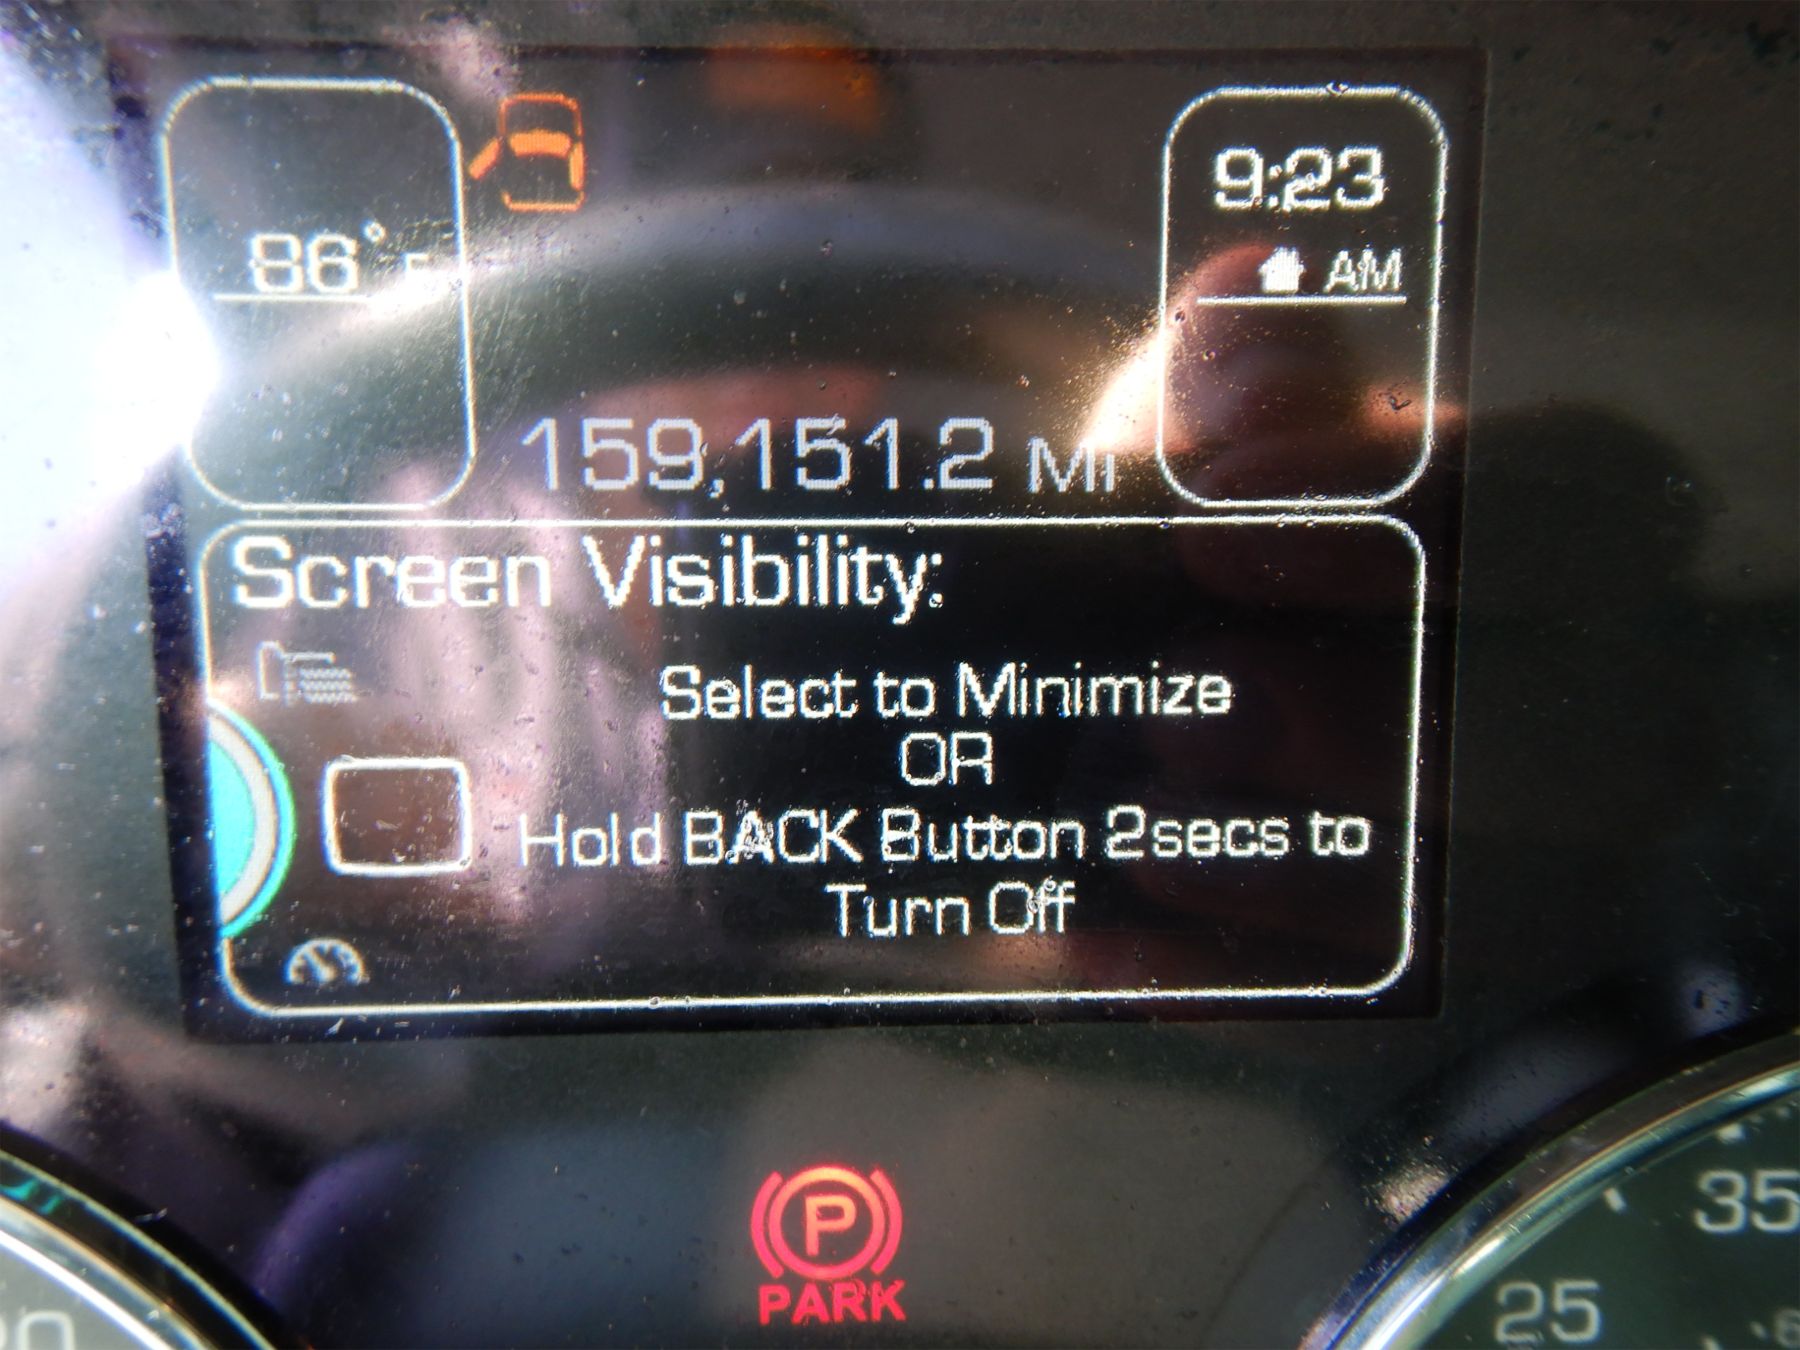 86° F
9:23
AM
159,151.2 Mi
Screen Visibility:
Select to Minimize
OR
Hold BACK Button 2secs to
Turn Off
P
PARK
35
25